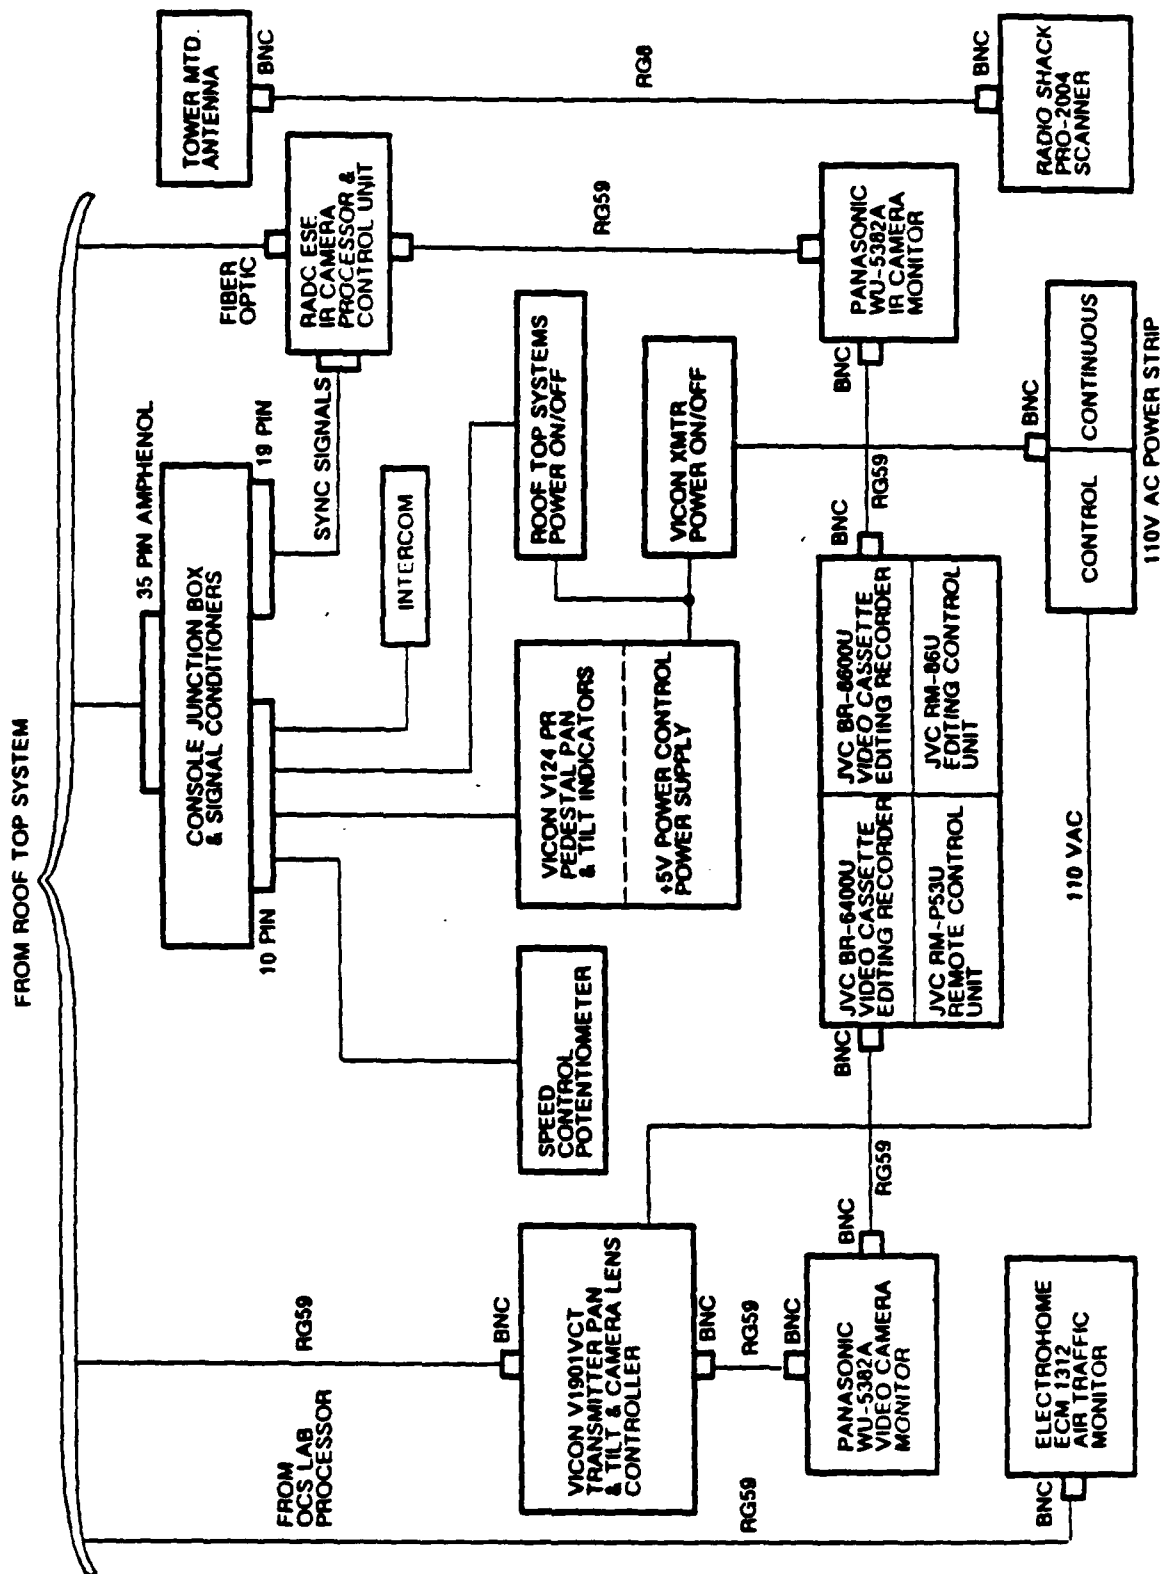 FROM ROOF TOP SYSTEM
FROM
OCS LAB
PROCESSOR
RG59
RG59
BNC
VICON V1901VCT
TRANSMITTER PAN
& TILT & CAMERA LENS
CONTROLLER
BNC
RG59
BNC
PANASONIC
WU-5382A
VIDEO CAMERA
MONITOR
BNC
RG59
BNC
ELECTROHOME
ECM 1312
AIR TRAFFIC
MONITOR
35 PIN AMPHENOL
CONSOLE JUNCTION BOX
& SIGNAL CONDITIONERS
10 PIN
19 PIN
SYNC SIGNALS
SPEED
CONTROL
POTENTIOMETER
INTERCOM
VICON V124 PR
PEDESTAL PAN
& TILT INDICATORS
+5V POWER CONTROL
POWER SUPPLY
ROOF TOP SYSTEMS
POWER ON/OFF
VICON XMTR
POWER ON/OFF
BNC
JVC BR-6400U
VIDEO CASSETTE
EDITING RECORDER
JVC BR-8600U
VIDEO CASSETTE
EDITING RECORDER
JVC RM-P53U
REMOTE CONTROL
UNIT
JVC RM-86U
EDITING CONTROL
UNIT
BNC
RG59
BNC
110 VAC
BNC
CONTROL
CONTINUOUS
110V AC POWER STRIP
FIBER
OPTIC
RADC ESE.
IR CAMERA
PROCESSOR &
CONTROL UNIT
RG59
PANASONIC
WU-5382A
IR CAMERA
MONITOR
TOWER MTD.
ANTENNA
BNC
RG8
BNC
RADIO SHACK
PRO-2004
SCANNER